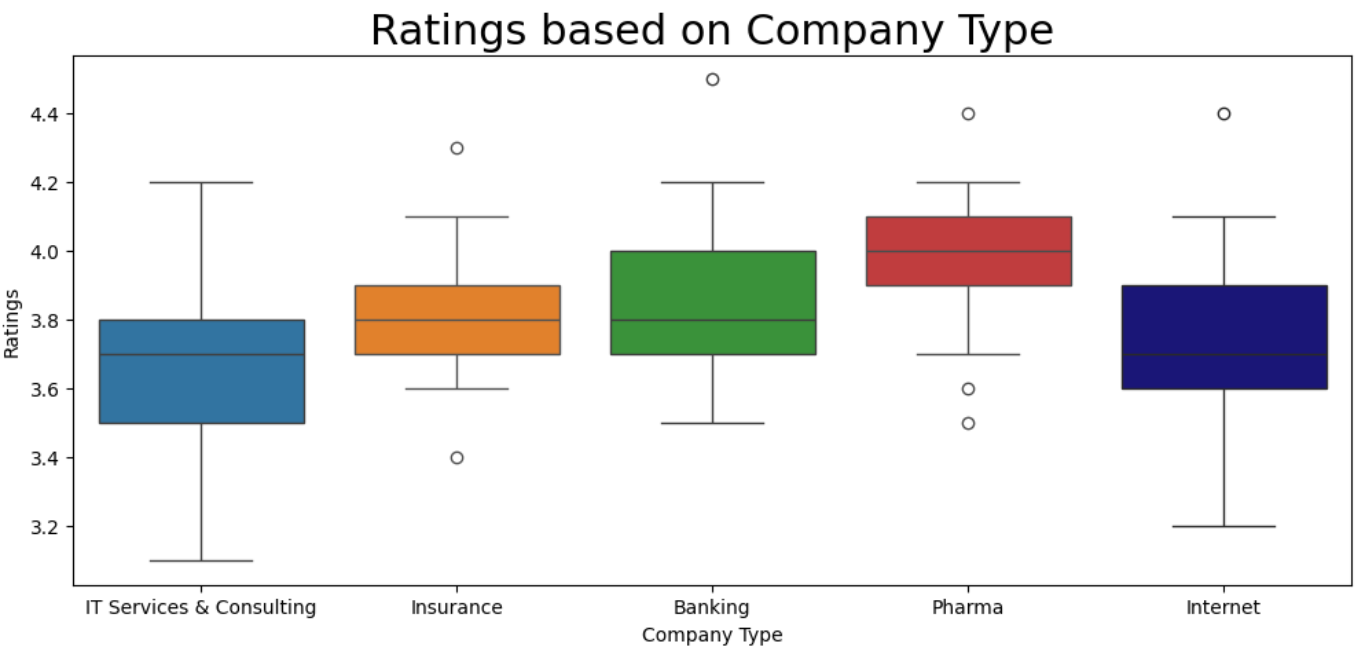 Ratings based on Company Type
4.4
4.2
4.0
3.8
3.6
3.4
3.2
Ratings
IT Services & Consulting Insurance Banking Pharma Internet
Company Type